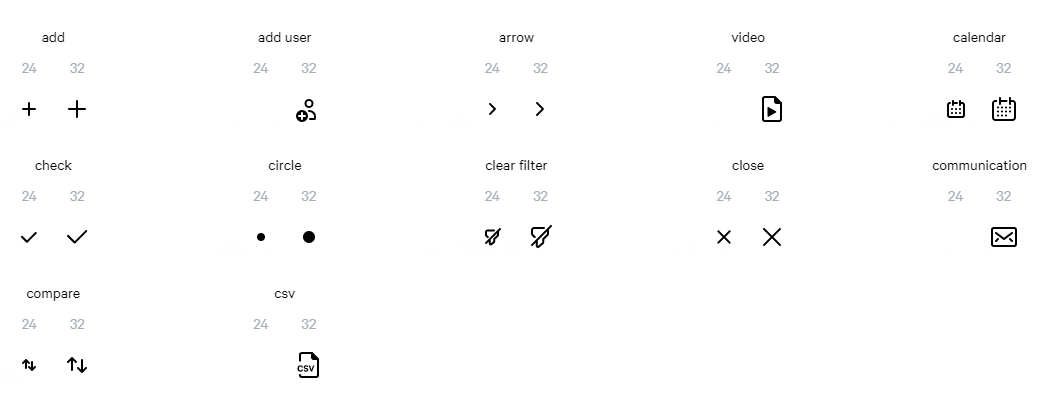 add add user arrow video calendar
24 32 24 32 24 32 24 32 24 32
check circle clear filter close communication
24 32 24 32 24 32 24 32 24 32
compare csv
24 32 24 32
CSV